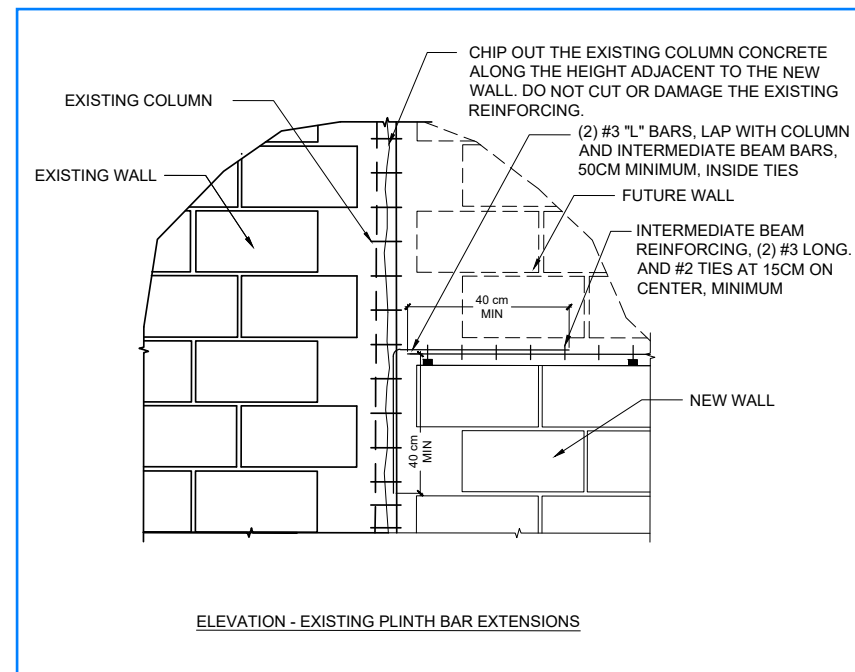 CHIP OUT THE EXISTING COLUMN CONCRETE
ALONG THE HEIGHT ADJACENT TO THE NEW
WALL. DO NOT CUT OR DAMAGE THE EXISTING
REINFORCING.
EXISTING COLUMN
(2) #3 "L" BARS, LAP WITH COLUMN
AND INTERMEDIATE BEAM BARS,
50CM MINIMUM, INSIDE TIES
EXISTING WALL
FUTURE WALL
INTERMEDIATE BEAM
REINFORCING, (2) #3 LONG.
AND #2 TIES AT 15CM ON
CENTER, MINIMUM
40 cm
MIN
NEW WALL
40 cm
MIN
ELEVATION - EXISTING PLINTH BAR EXTENSIONS